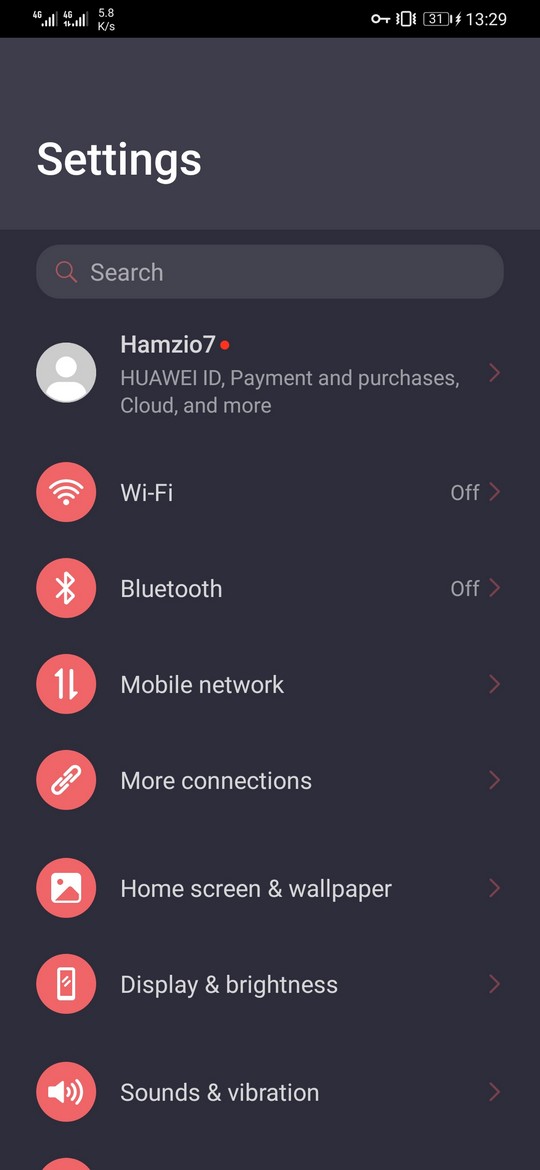 4G 4G 5.8 K/s 31 13:29
Settings
Search
Hamzio7
HUAWEI ID, Payment and purchases,
Cloud, and more
Wi-Fi Off
Bluetooth Off
Mobile network
More connections
Home screen & wallpaper
Display & brightness
Sounds & vibration